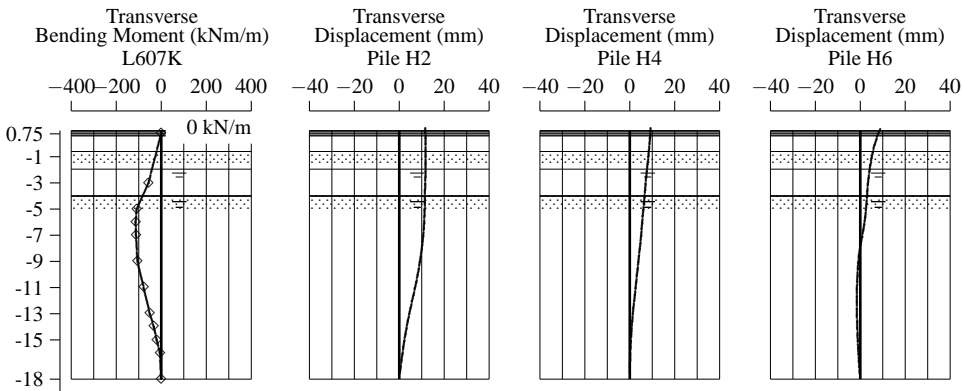 Transverse
Bending Moment (kNm/m)
L607K
−400 −200 0 200 400
Transverse
Displacement (mm)
Pile H2
−40 −20 0 20 40
Transverse
Displacement (mm)
Pile H4
−40 −20 0 20 40
Transverse
Displacement (mm)
Pile H6
−40 −20 0 20 40
0 kN/m
0.75
-1
-3
-5
-7
-9
-11
-13
-15
-18